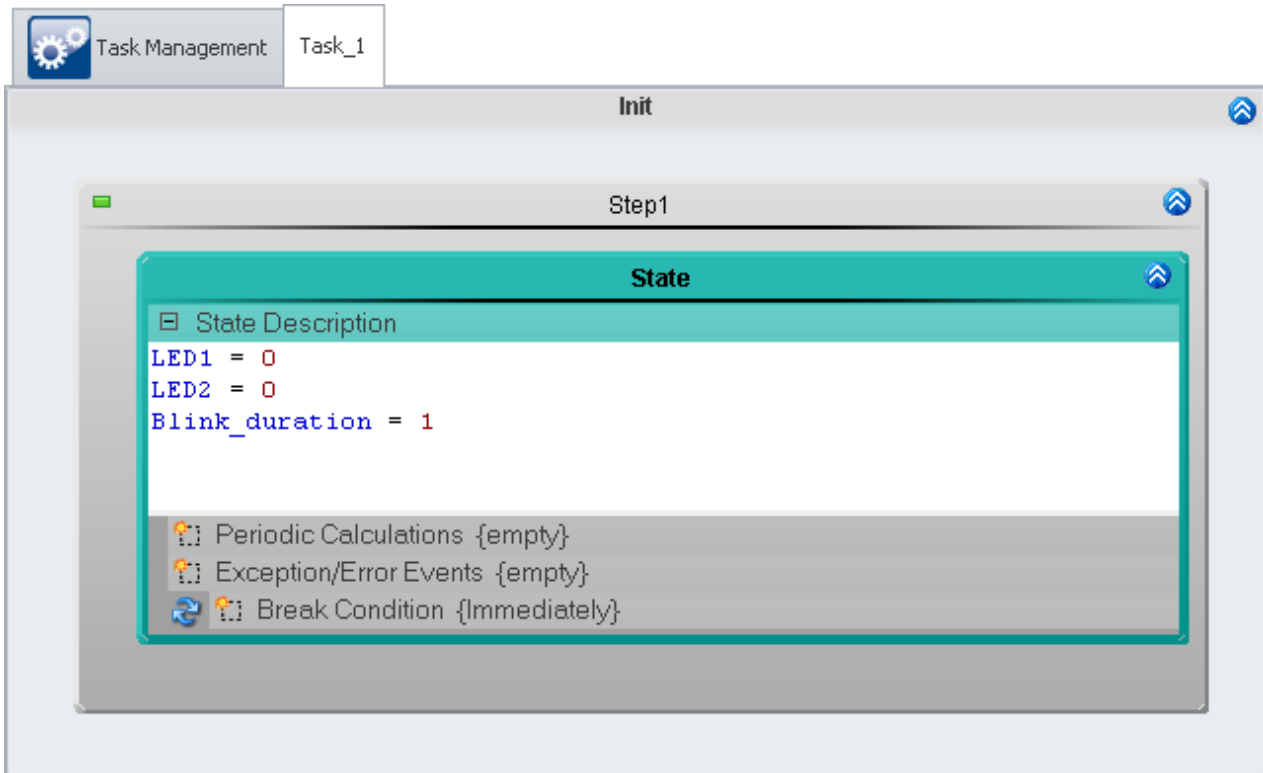 Task Management
Task_1
Init
Step1
State
State Description
LED1 = 0
LED2 = 0
Blink_duration = 1
Periodic Calculations {empty}
Exception/Error Events {empty}
Break Condition {Immediately}